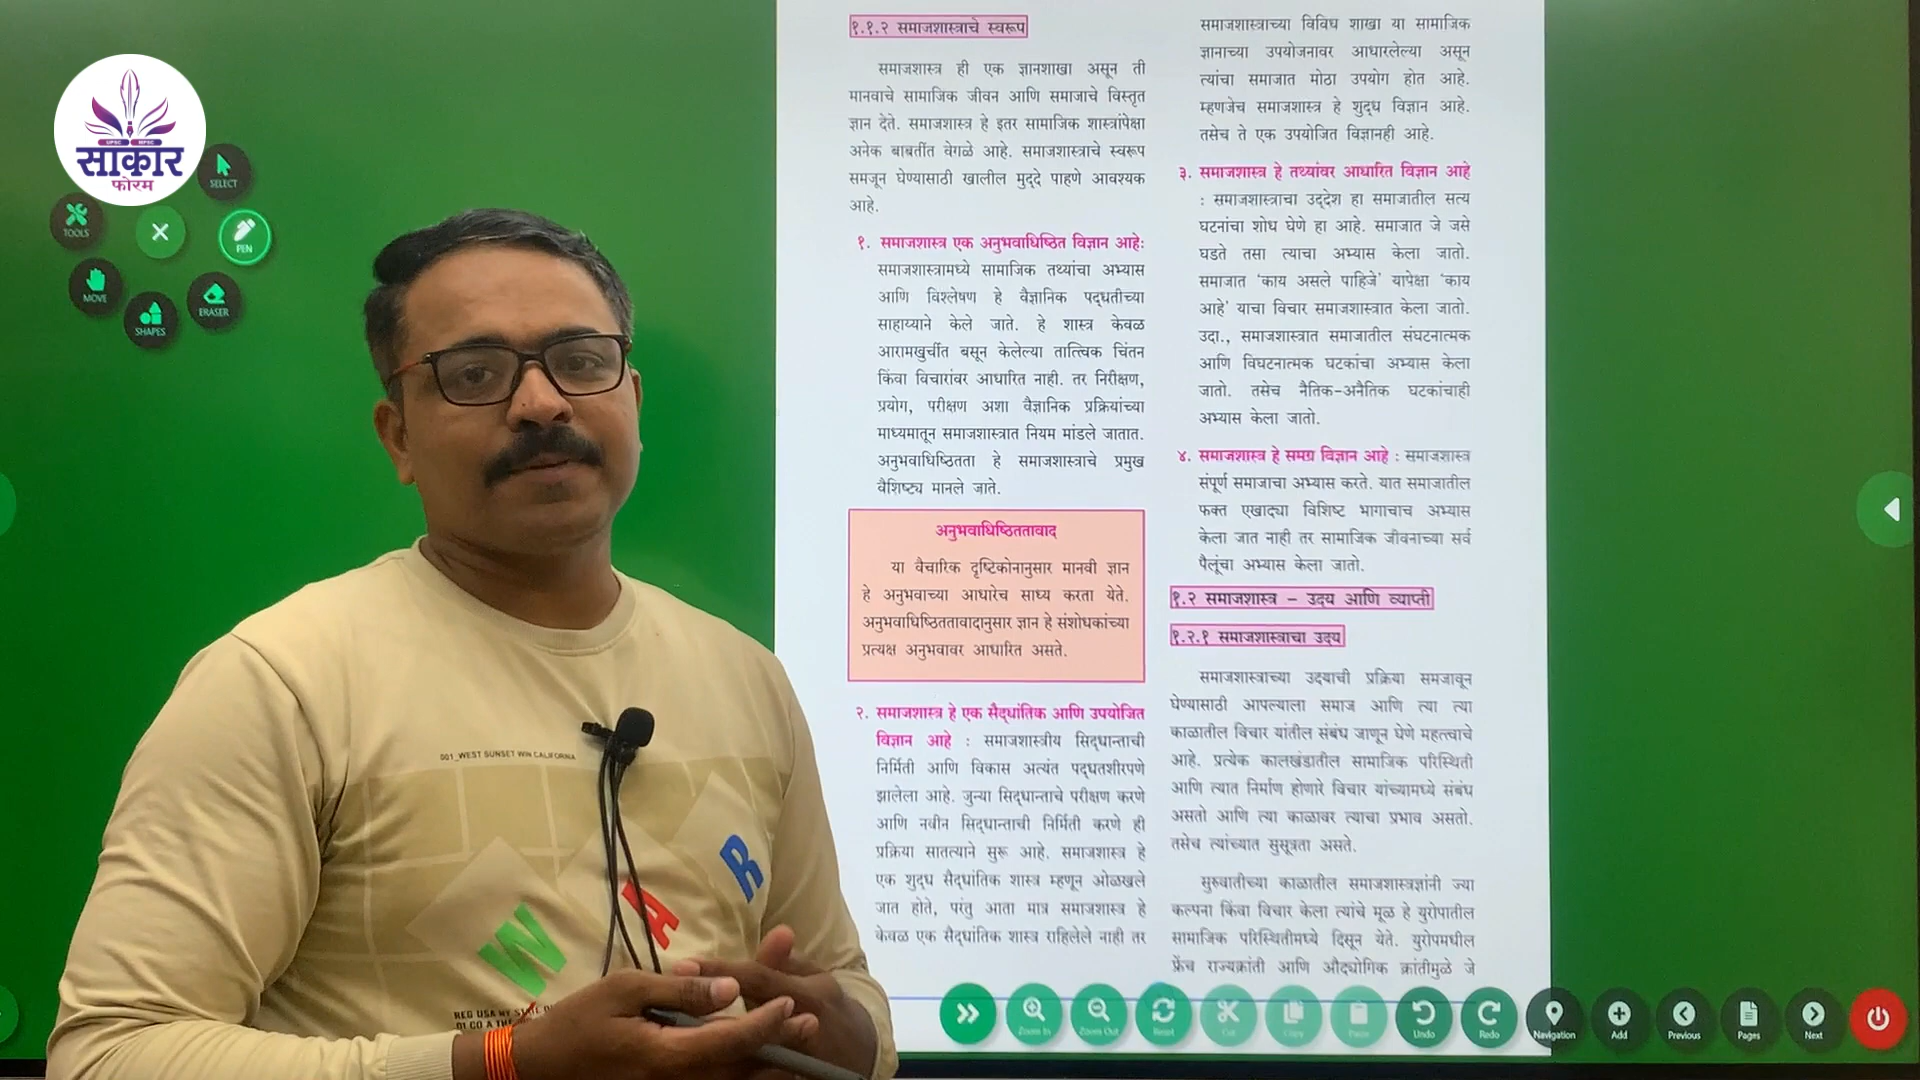 UPSC MPSC
साकार
फोरम
SELECT
TOOLS
PEN
MOVE
SHAPES
ERASER
१.१.२ समाजशास्त्राचे स्वरूप
समाजशास्त्र ही एक ज्ञानशाखा असून ती
मानवाचे सामाजिक जीवन आणि समाजाचे विस्तृत
ज्ञान देते. समाजशास्त्र हे इतर सामाजिक शास्त्रांपेक्षा
अनेक बाबतींत वेगळे आहे. समाजशास्त्राचे स्वरूप
समजून घेण्यासाठी खालील मुद्दे पाहणे आवश्यक
आहे.
१. समाजशास्त्र एक अनुभवाधिष्ठित विज्ञान आहे:
समाजशास्त्रामध्ये सामाजिक तथ्यांचा अभ्यास
आणि विश्लेषण हे वैज्ञानिक पद्धतीच्या
साहाय्याने केले जाते. हे शास्त्र केवळ
आरामखुर्चीत बसून केलेल्या तात्त्विक चिंतन
किंवा विचारांवर आधारित नाही. तर निरीक्षण,
प्रयोग, परीक्षण अशा वैज्ञानिक प्रक्रियांच्या
माध्यमातून समाजशास्त्रात नियम मांडले जातात.
अनुभवाधिष्ठितता हे समाजशास्त्राचे प्रमुख
वैशिष्ट्य मानले जाते.
अनुभवाधिष्ठिततावाद
या वैचारिक दृष्टिकोनानुसार मानवी ज्ञान
हे अनुभवाच्या आधारेच साध्य करता येते.
अनुभवाधिष्ठिततावादानुसार ज्ञान हे संशोधकांच्या
प्रत्यक्ष अनुभवावर आधारित असते.
२. समाजशास्त्र हे एक सैद्धांतिक आणि उपयोजित
विज्ञान आहे : समाजशास्त्रीय सिद्धान्ताची
निर्मिती आणि विकास अत्यंत पद्धतशीरपणे
झालेला आहे. जुन्या सिद्धान्ताचे परीक्षण करणे
आणि नवीन सिद्धान्ताची निर्मिती करणे ही
प्रक्रिया सातत्याने सुरू आहे. समाजशास्त्र हे
एक शुद्ध सैद्धांतिक शास्त्र म्हणून ओळखले
जात होते, परंतु आता मात्र समाजशास्त्र हे
केवळ एक सैद्धांतिक शास्त्र राहिलेले नाही तर
समाजशास्त्राच्या विविध शाखा या सामाजिक
ज्ञानाच्या उपयोजनावर आधारलेल्या असून
त्यांचा समाजात मोठा उपयोग होत आहे.
म्हणजेच समाजशास्त्र हे शुद्ध विज्ञान आहे.
तसेच ते एक उपयोजित विज्ञानही आहे.
३. समाजशास्त्र हे तथ्यांवर आधारित विज्ञान आहे
: समाजशास्त्राचा उद्देश हा समाजातील सत्य
घटनांचा शोध घेणे हा आहे. समाजात जे जसे
घडते तसा त्याचा अभ्यास केला जातो.
समाजात ‘काय असले पाहिजे’ यापेक्षा ‘काय
आहे’ याचा विचार समाजशास्त्रात केला जातो.
उदा., समाजशास्त्रात समाजातील संघटनात्मक
आणि विघटनात्मक घटकांचा अभ्यास केला
जातो. तसेच नैतिक-अनैतिक घटकांचाही
अभ्यास केला जातो.
४. समाजशास्त्र हे समग्र विज्ञान आहे : समाजशास्त्र
संपूर्ण समाजाचा अभ्यास करते. यात समाजातील
फक्त एखाद्या विशिष्ट भागाचाच अभ्यास
केला जात नाही तर सामाजिक जीवनाच्या सर्व
पैलूंचा अभ्यास केला जातो.
१.२ समाजशास्त्र - उदय आणि व्याप्ती
१.२.१ समाजशास्त्राचा उदय
समाजशास्त्राच्या उदयाची प्रक्रिया समजावून
घेण्यासाठी आपल्याला समाज आणि त्या त्या
काळातील विचार यांतील संबंध जाणून घेणे महत्त्वाचे
आहे. प्रत्येक कालखंडातील सामाजिक परिस्थिती
आणि त्यात निर्माण होणारे विचार यांच्यामध्ये संबंध
असतो आणि त्या काळावर त्याचा प्रभाव असतो.
तसेच त्यांच्यात सुसूत्रता असते.
सुरुवातीच्या काळातील समाजशास्त्रज्ञांनी ज्या
कल्पना किंवा विचार केला त्यांचे मूळ हे युरोपातील
सामाजिक परिस्थितीमध्ये दिसून येते. युरोपमधील
फ्रेंच राज्यक्रांती आणि औद्योगिक क्रांतीमुळे जे
001_WEST SUNSET WIN CALIFORNIA
W A R
Zoom In
Zoom Out
Reset
Cut
Copy
Paste
Undo
Redo
Navigation
Add
Previous
Pages
Next